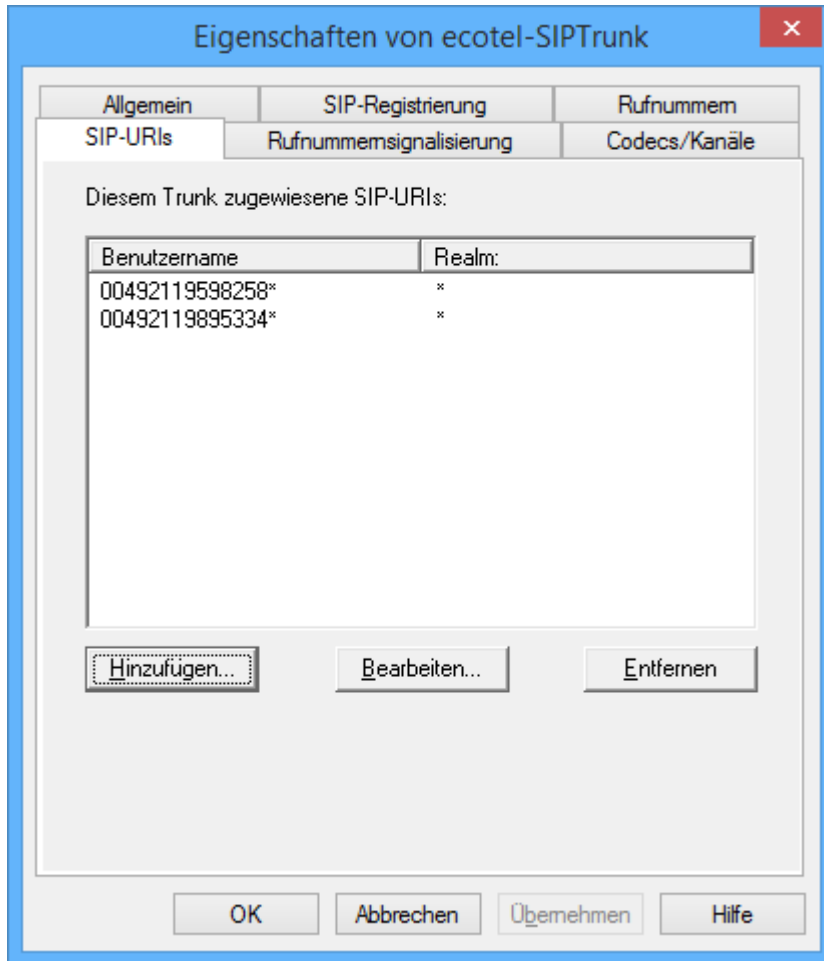 Eigenschaften von ecotel-SIPTrunk
Allgemein SIP-Registrierung Rufnummern
SIP-URIs Rufnummernsignalisierung Codecs/Kanäle
Diesem Trunk zugewiesene SIP-URIs:
Benutzername Realm:
00492119598258* *
00492119895334* *
Hinzufügen... Bearbeiten... Entfernen
OK Abbrechen Übernehmen Hilfe